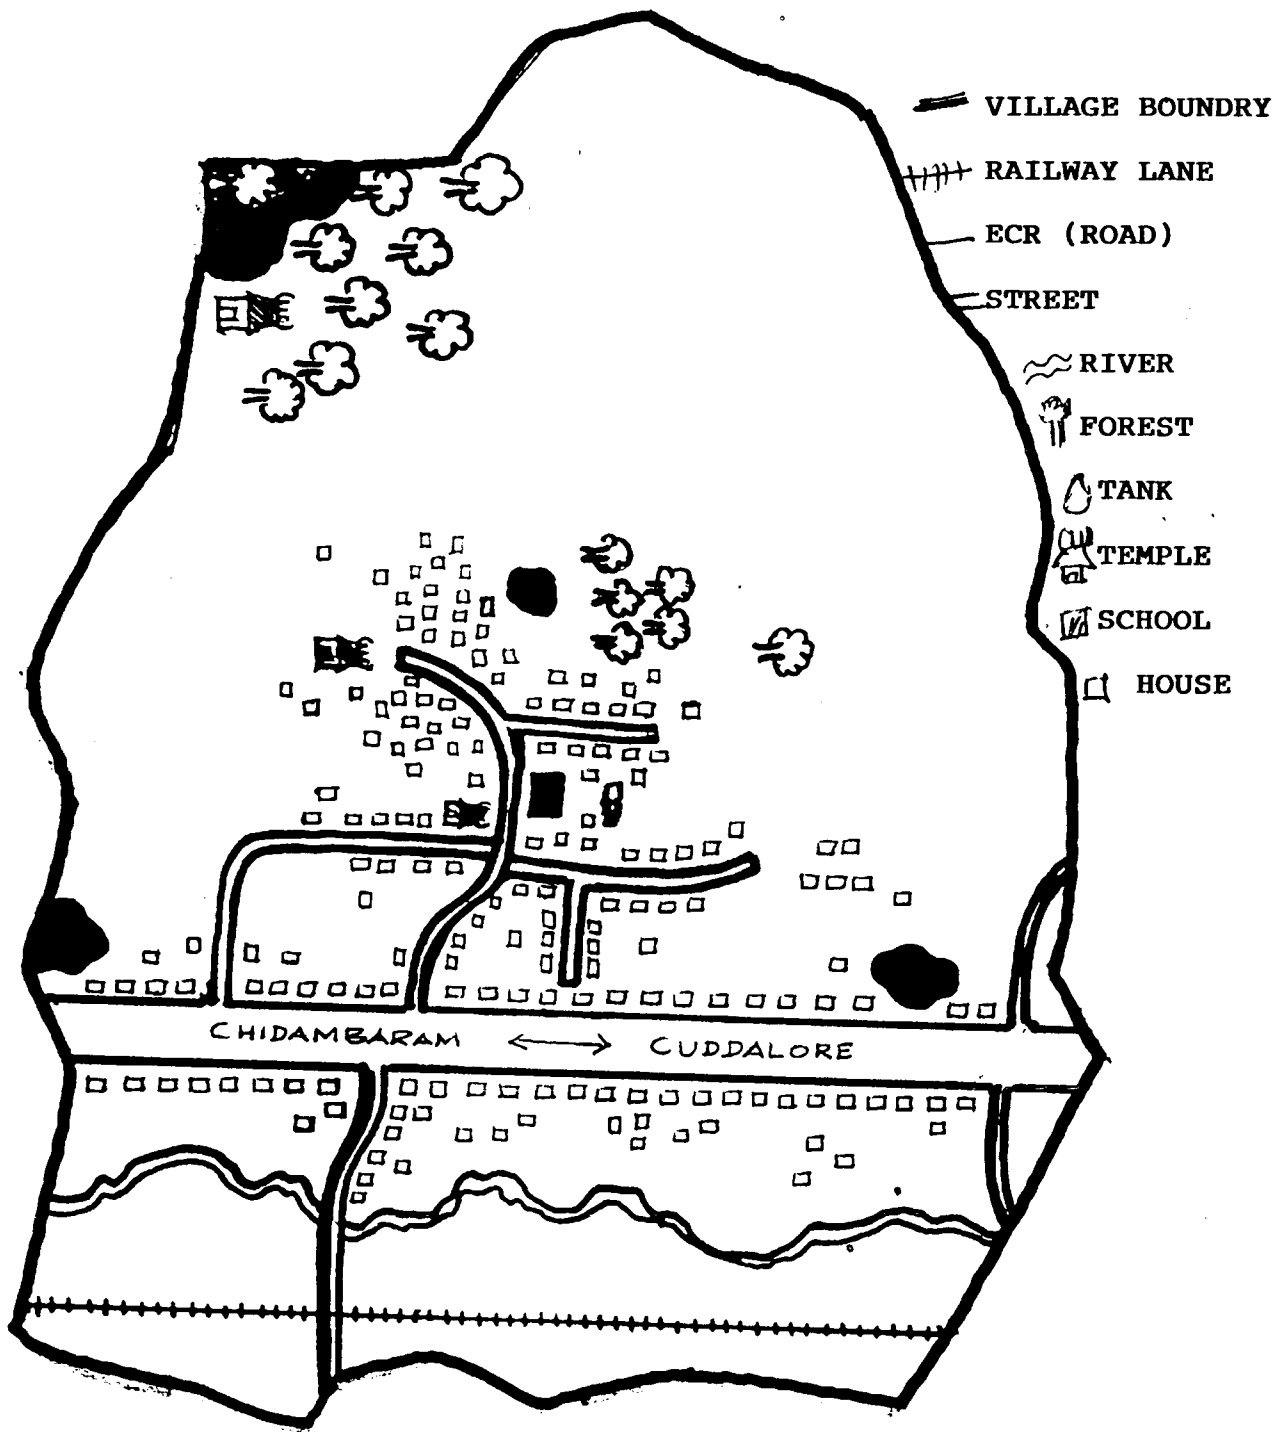 VILLAGE BOUNDRY
RAILWAY LANE
ECR (ROAD)
STREET
RIVER
FOREST
TANK
TEMPLE
SCHOOL
HOUSE
CHIDAMBARAM ←→ CUDDALORE